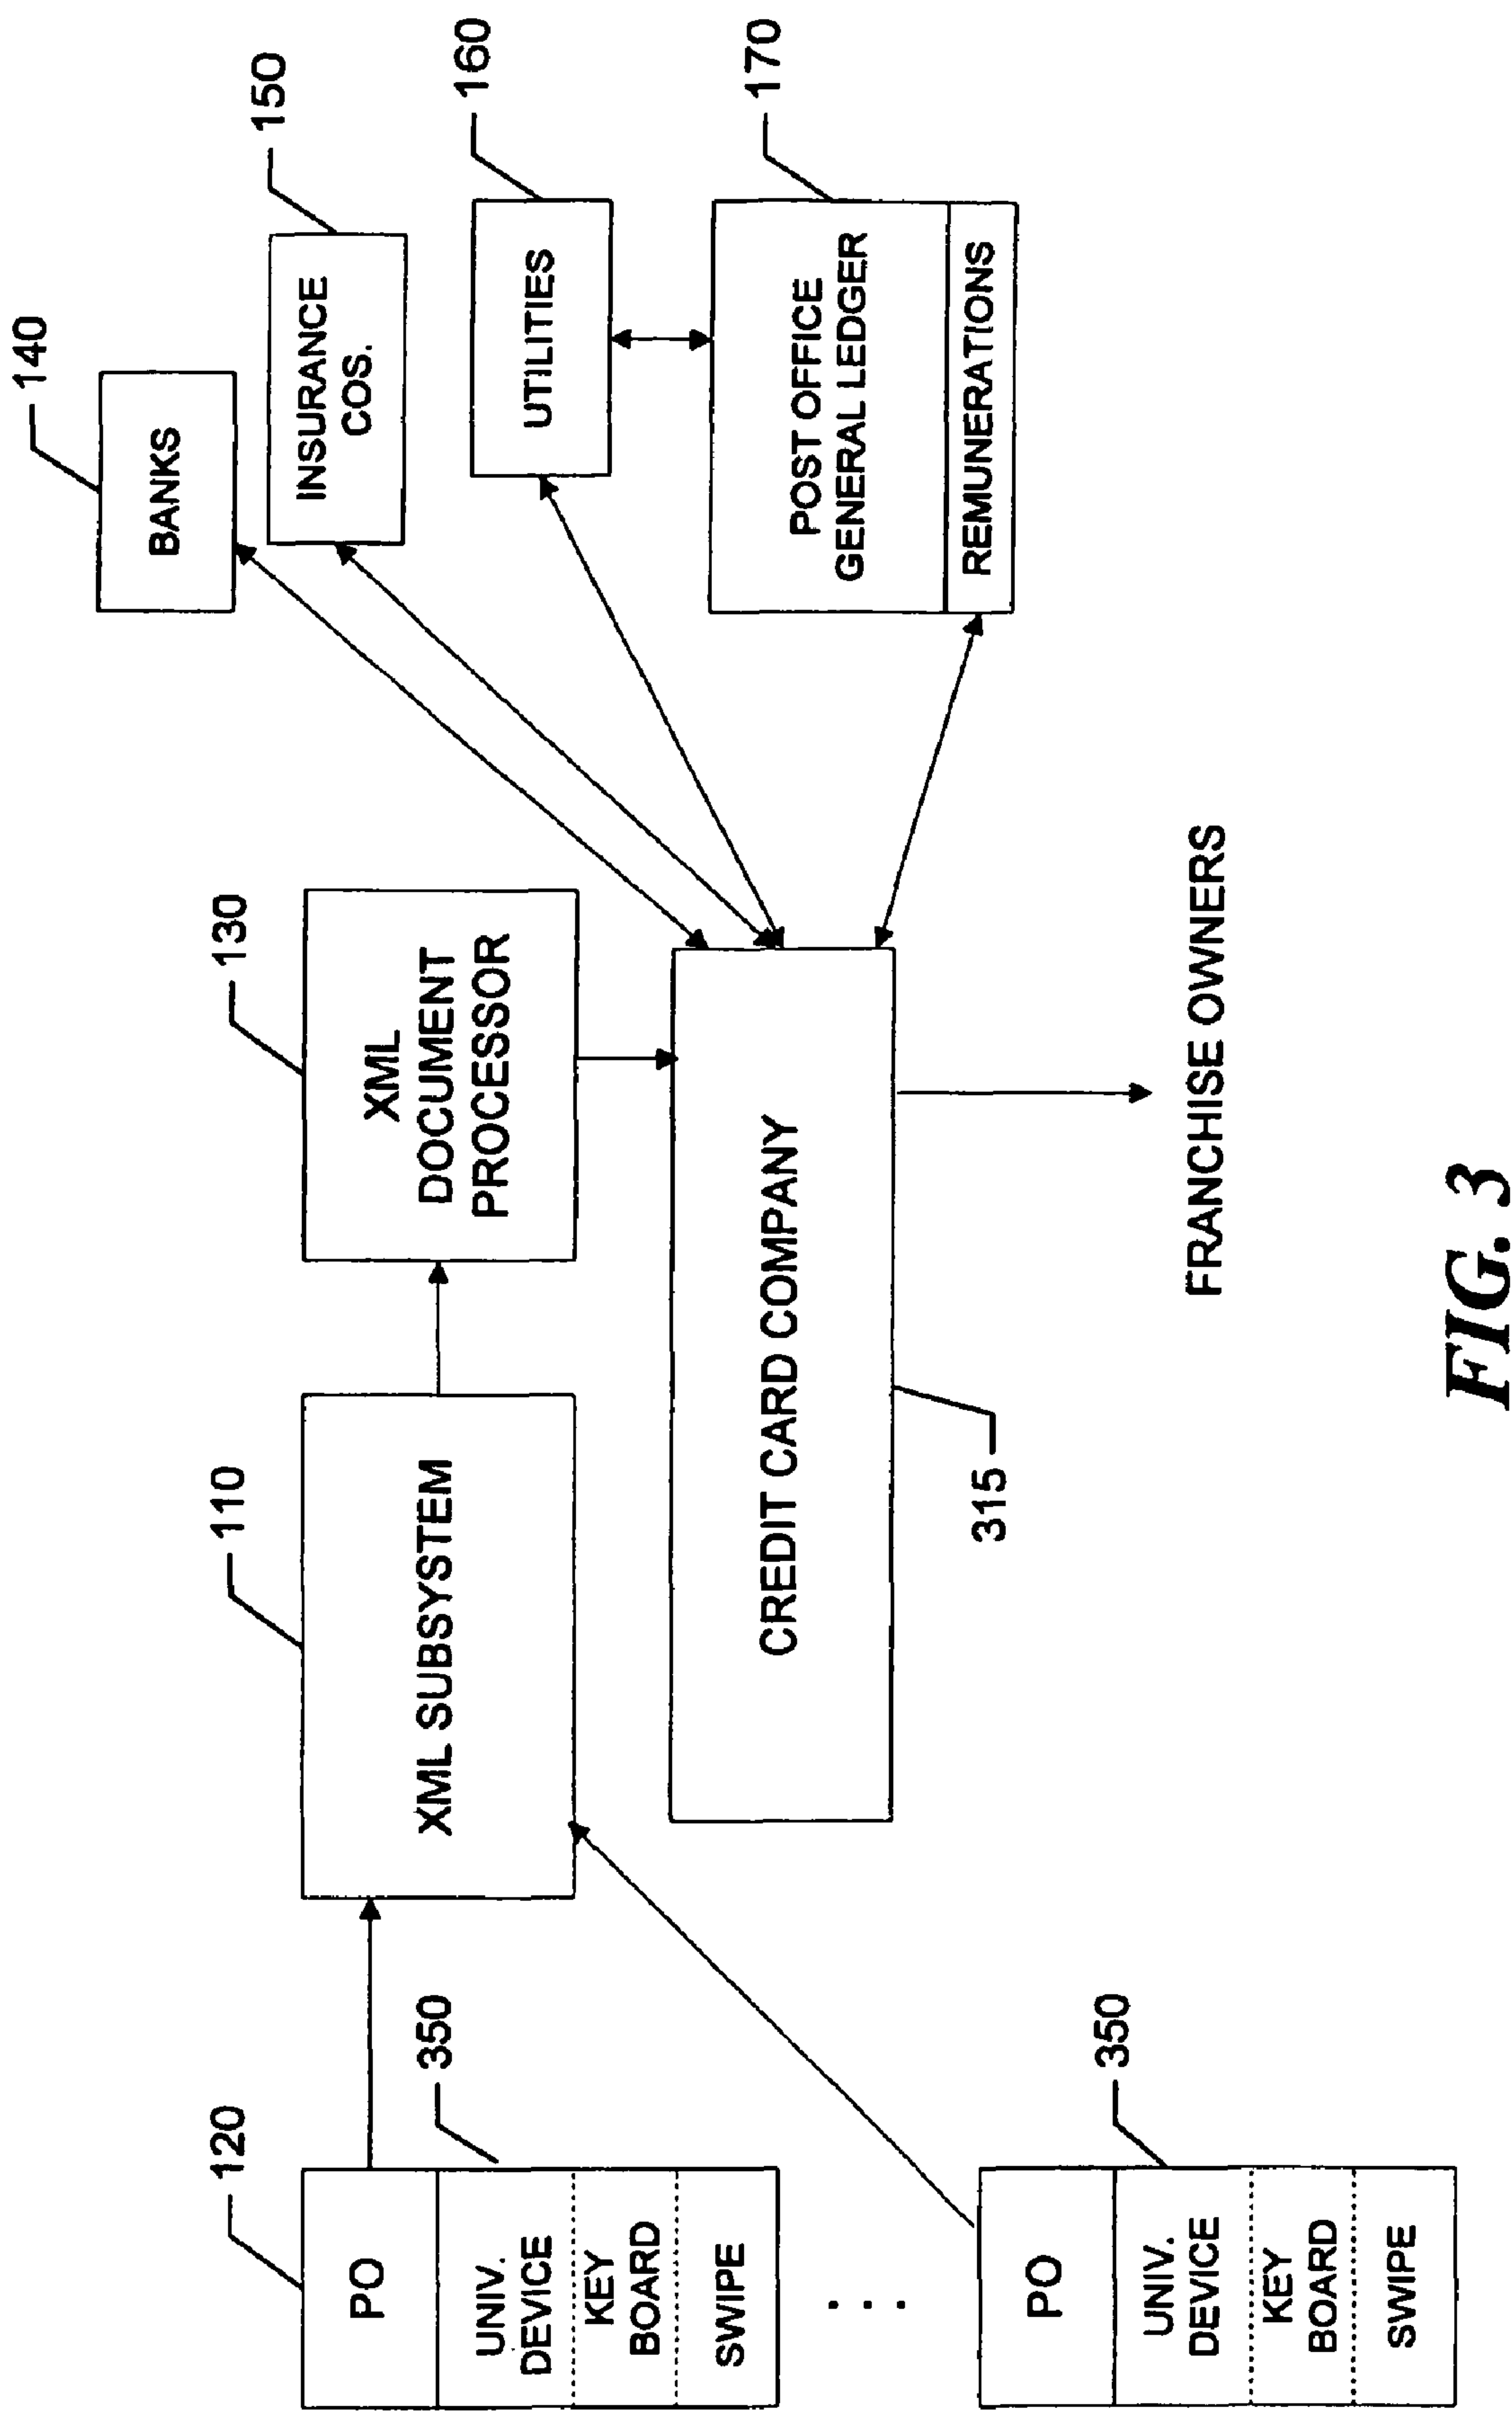 140
BANKS
150
INSURANCE
COS.
160
UTILITIES
170
POST OFFICE
GENERAL LEDGER
REMUNERATIONS
130
XML
DOCUMENT
PROCESSOR
110
XML SUBSYSTEM
CREDIT CARD COMPANY
315
FRANCHISE OWNERS
120
PO
350
UNIV.
DEVICE
KEY
BOARD
SWIPE
. . .
PO
350
UNIV.
DEVICE
KEY
BOARD
SWIPE
FIG. 3